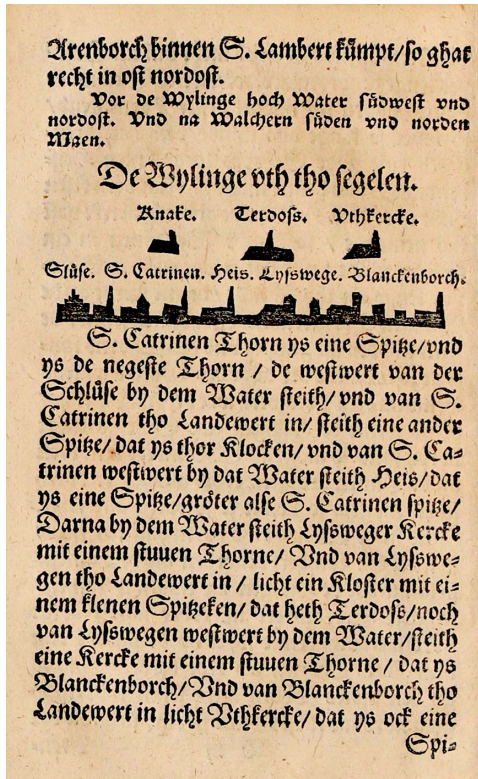 Arenborch binnen S. Lambert kümpt/so ghat
recht in ost nordost.
Vor de Wylinge hoch Water südwest vnd
nordost. Vnd na Walchern süden vnd norden
Maen.
De Wylinge vth tho segelen.
Knake. Terdoss. Vthkercke.
Slüse. S. Catrinen. Heis. Lysswege. Blanckenborch.
S. Catrinen Thorn ys eine Spitze/vnd
ys de negeste Thorn / de westwert van der
Schlüse by dem Water steith/vnd van S.
Catrinen tho Landewert in/ steith eine ander
Spitze/dat ys thor Klocken/vnd van S. Ca-
trinen westwert by dat Water steith Heis/dat
ys eine Spitze/gröter alse S. Catrinen spitze/
Darna by dem Water steith Lyssweger Kercke
mit einem stuuen Thorne/ Vnd van Lysswe-
gen tho Landewert in / licht ein Kloster mit ei-
nem klenen Spitzeken/dat heth Terdoss/noch
van Lysswegen westwert by dem Water/steith
eine Kercke mit einem stuuen Thorne / dat ys
Blanckenborch/Vnd van Blanckenborch tho
Landewert in licht Vthkercke/dat ys ock eine
Spi-